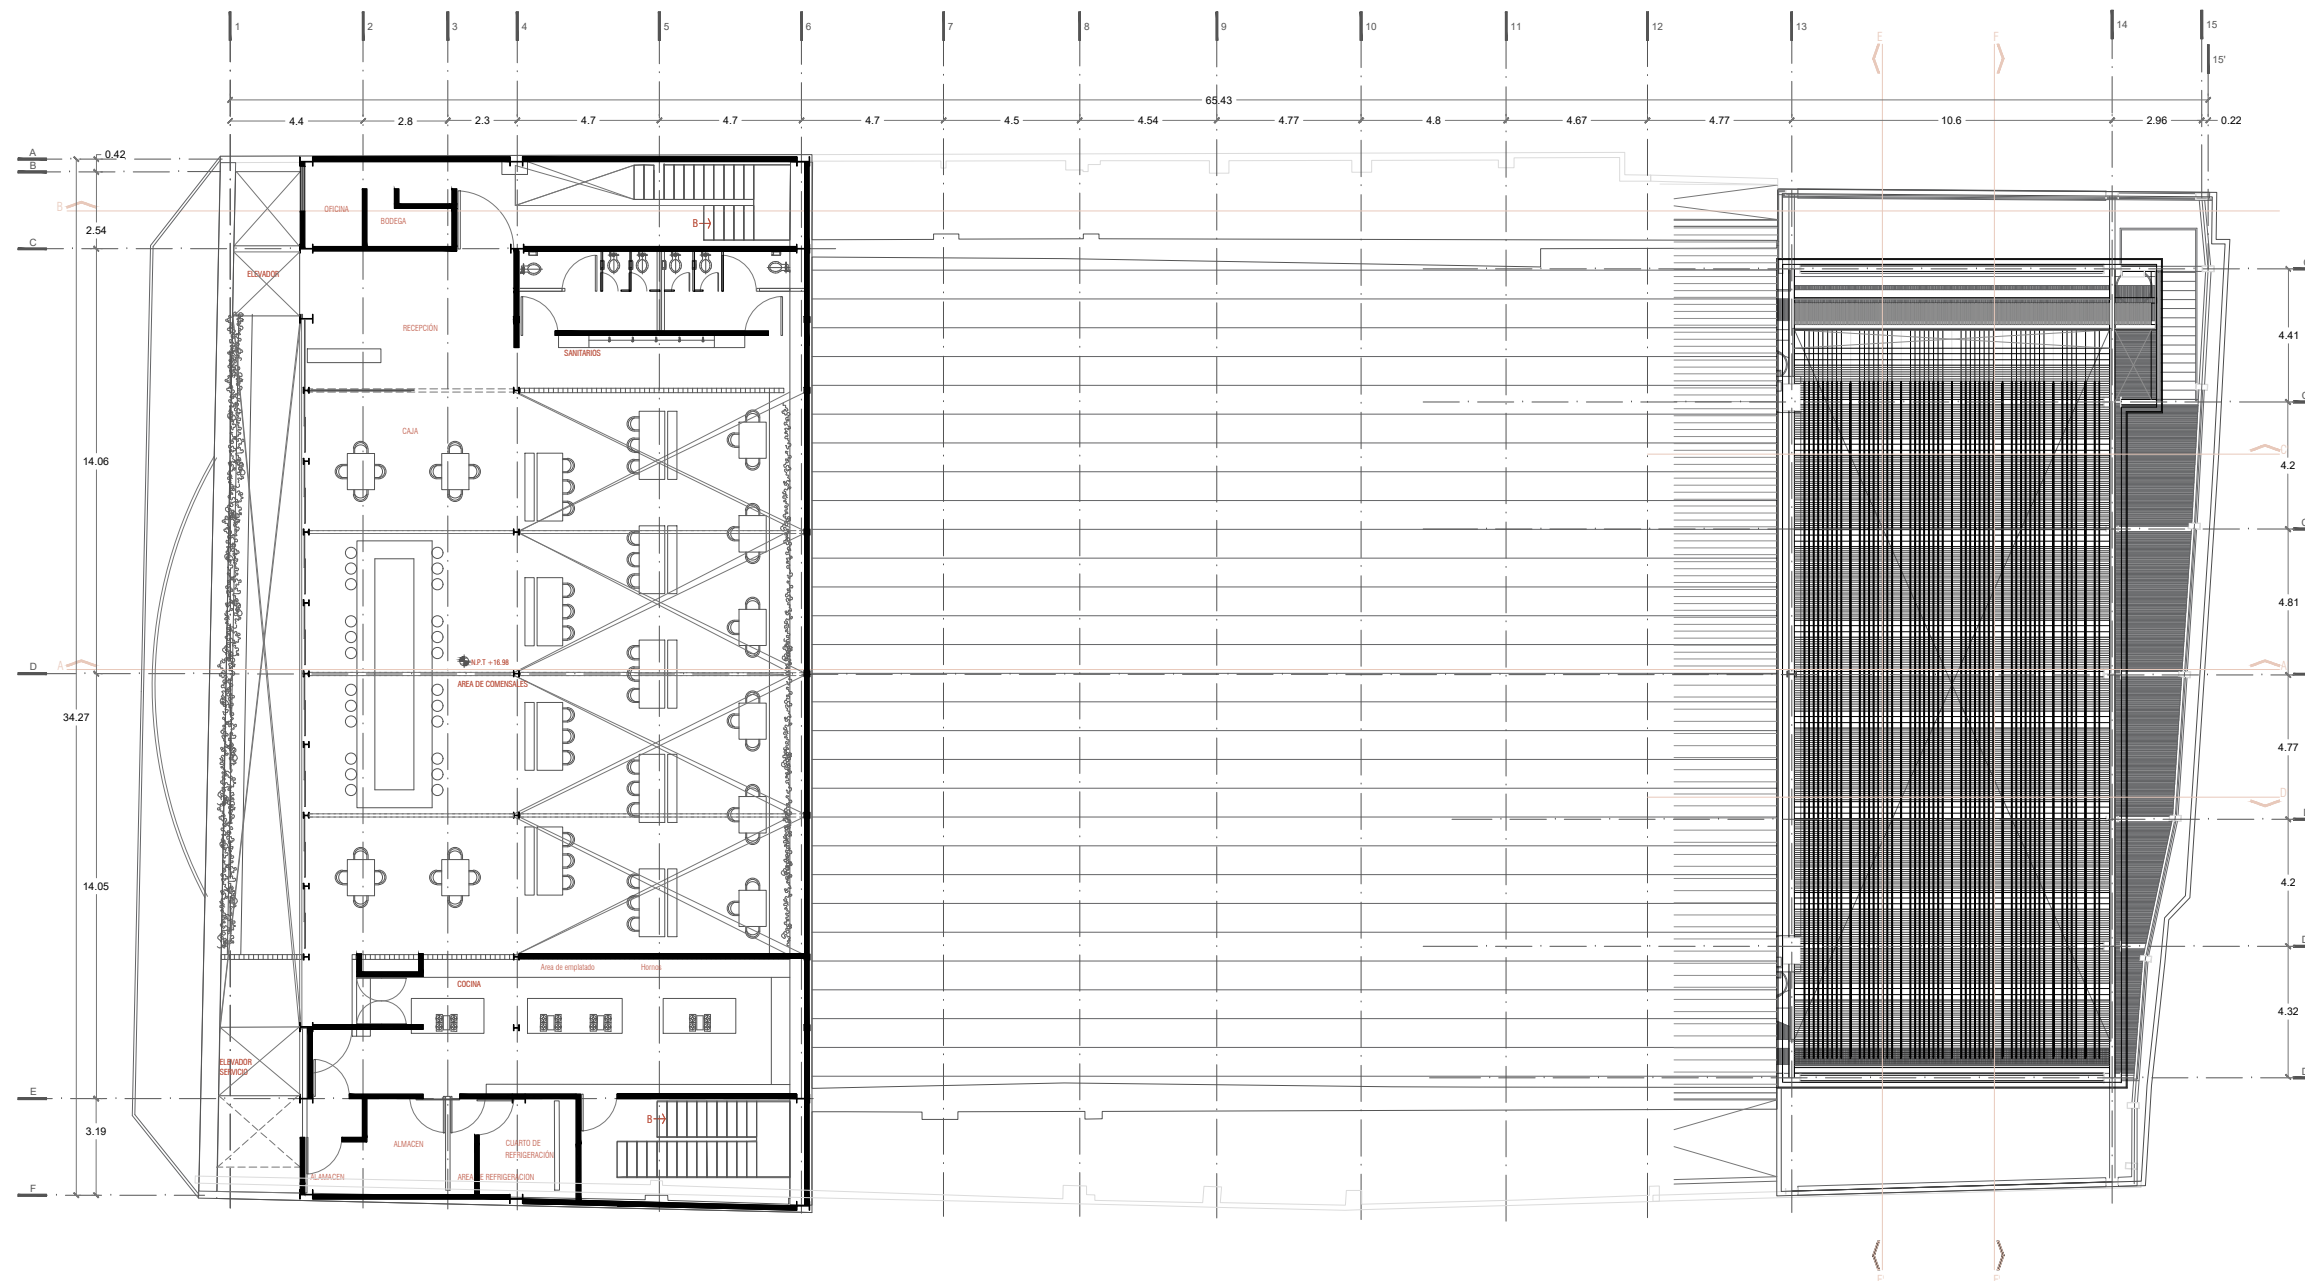 1 2 3 4 5 6 7 8 9 10 11 12 13 14 15
15'
E F
65.43
4.4 2.8 2.3 4.7 4.7 4.7 4.5 4.54 4.77 4.8 4.67 4.77 10.6 2.96 0.22
A
0.42
B
B
OFICINA
BODEGA
B
2.54
C
ELEVADOR
RECEPCIÓN
4.41
SANITARIOS
CAJA
C
14.06
4.2
4.81
D
A
N.P.T +16.98
A
AREA DE COMENSALES
34.27
4.77
D
14.05
4.2
Área de emplatado
Hornos
COCINA
4.32
ELEVADOR
SERVICIO
E
B
3.19
ALMACEN
CUARTO DE
REFRIGERACIÓN
ALAMACEN
AREA DE REFRIGERACION
F